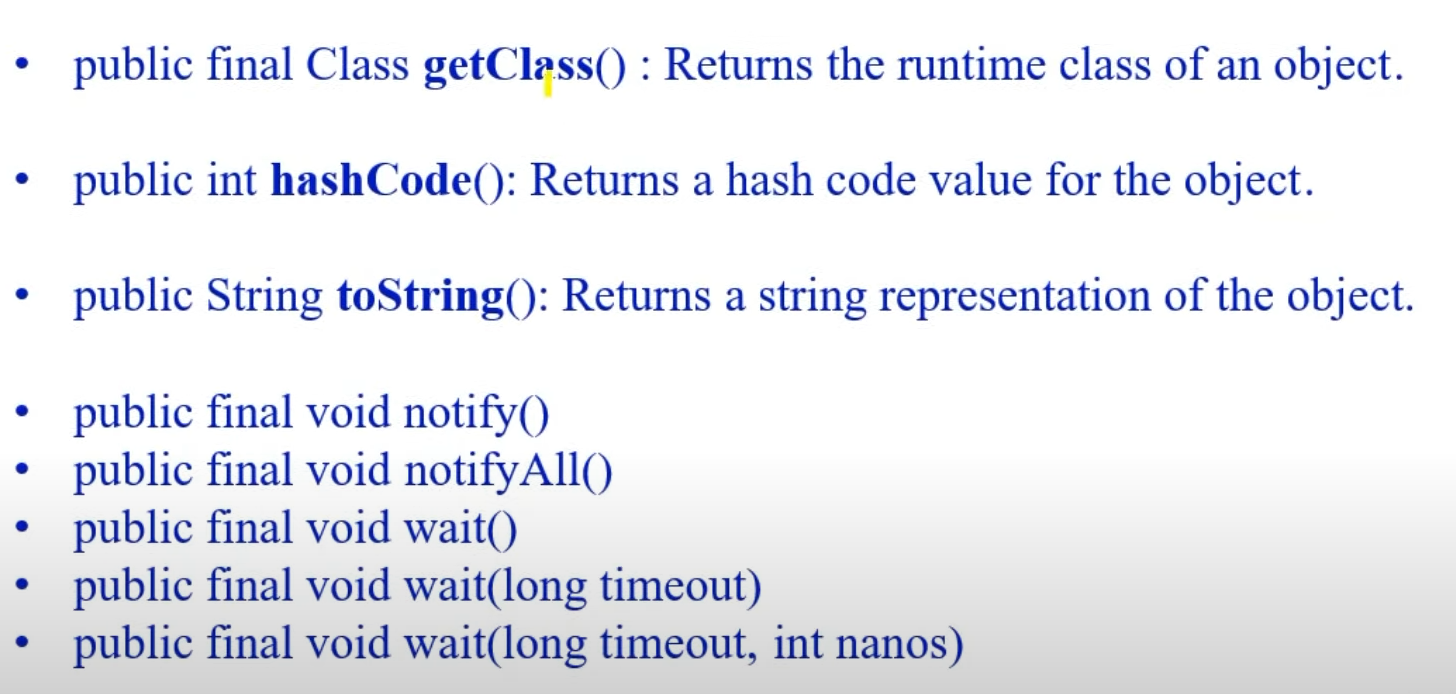 • public final Class getClass() : Returns the runtime class of an object.
• public int hashCode(): Returns a hash code value for the object.
• public String toString(): Returns a string representation of the object.
• public final void notify()
• public final void notifyAll()
• public final void wait()
• public final void wait(long timeout)
• public final void wait(long timeout, int nanos)